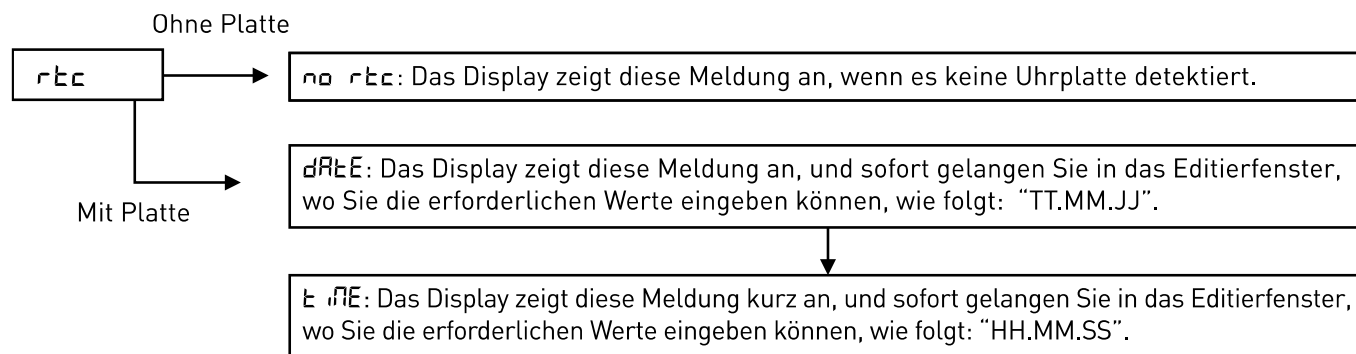 Ohne Platte
rtc
no rtc: Das Display zeigt diese Meldung an, wenn es keine Uhrplatte detektiert.
dAtE: Das Display zeigt diese Meldung an, und sofort gelangen Sie in das Editierfenster,
wo Sie die erforderlichen Werte eingeben können, wie folgt: “TT.MM.JJ”.
Mit Platte
t iME: Das Display zeigt diese Meldung kurz an, und sofort gelangen Sie in das Editierfenster,
wo Sie die erforderlichen Werte eingeben können, wie folgt: “HH.MM.SS”.